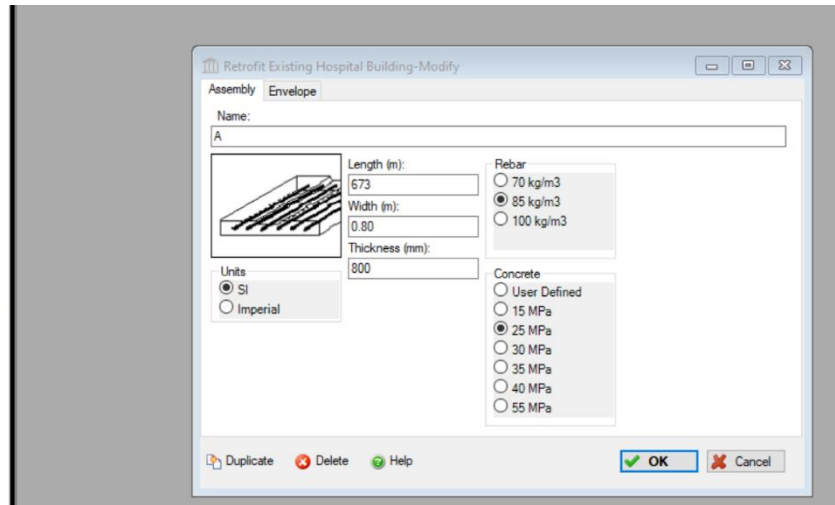 Retrofit Existing Hospital Building-Modify
Assembly
Envelope
Name:
A
Length (m):
673
Width (m):
0.80
Thickness (mm):
800
Rebar
70 kg/m3
85 kg/m3
100 kg/m3
Units
SI
Imperial
Concrete
User Defined
15 MPa
25 MPa
30 MPa
35 MPa
40 MPa
55 MPa
Duplicate
Delete
Help
OK
Cancel